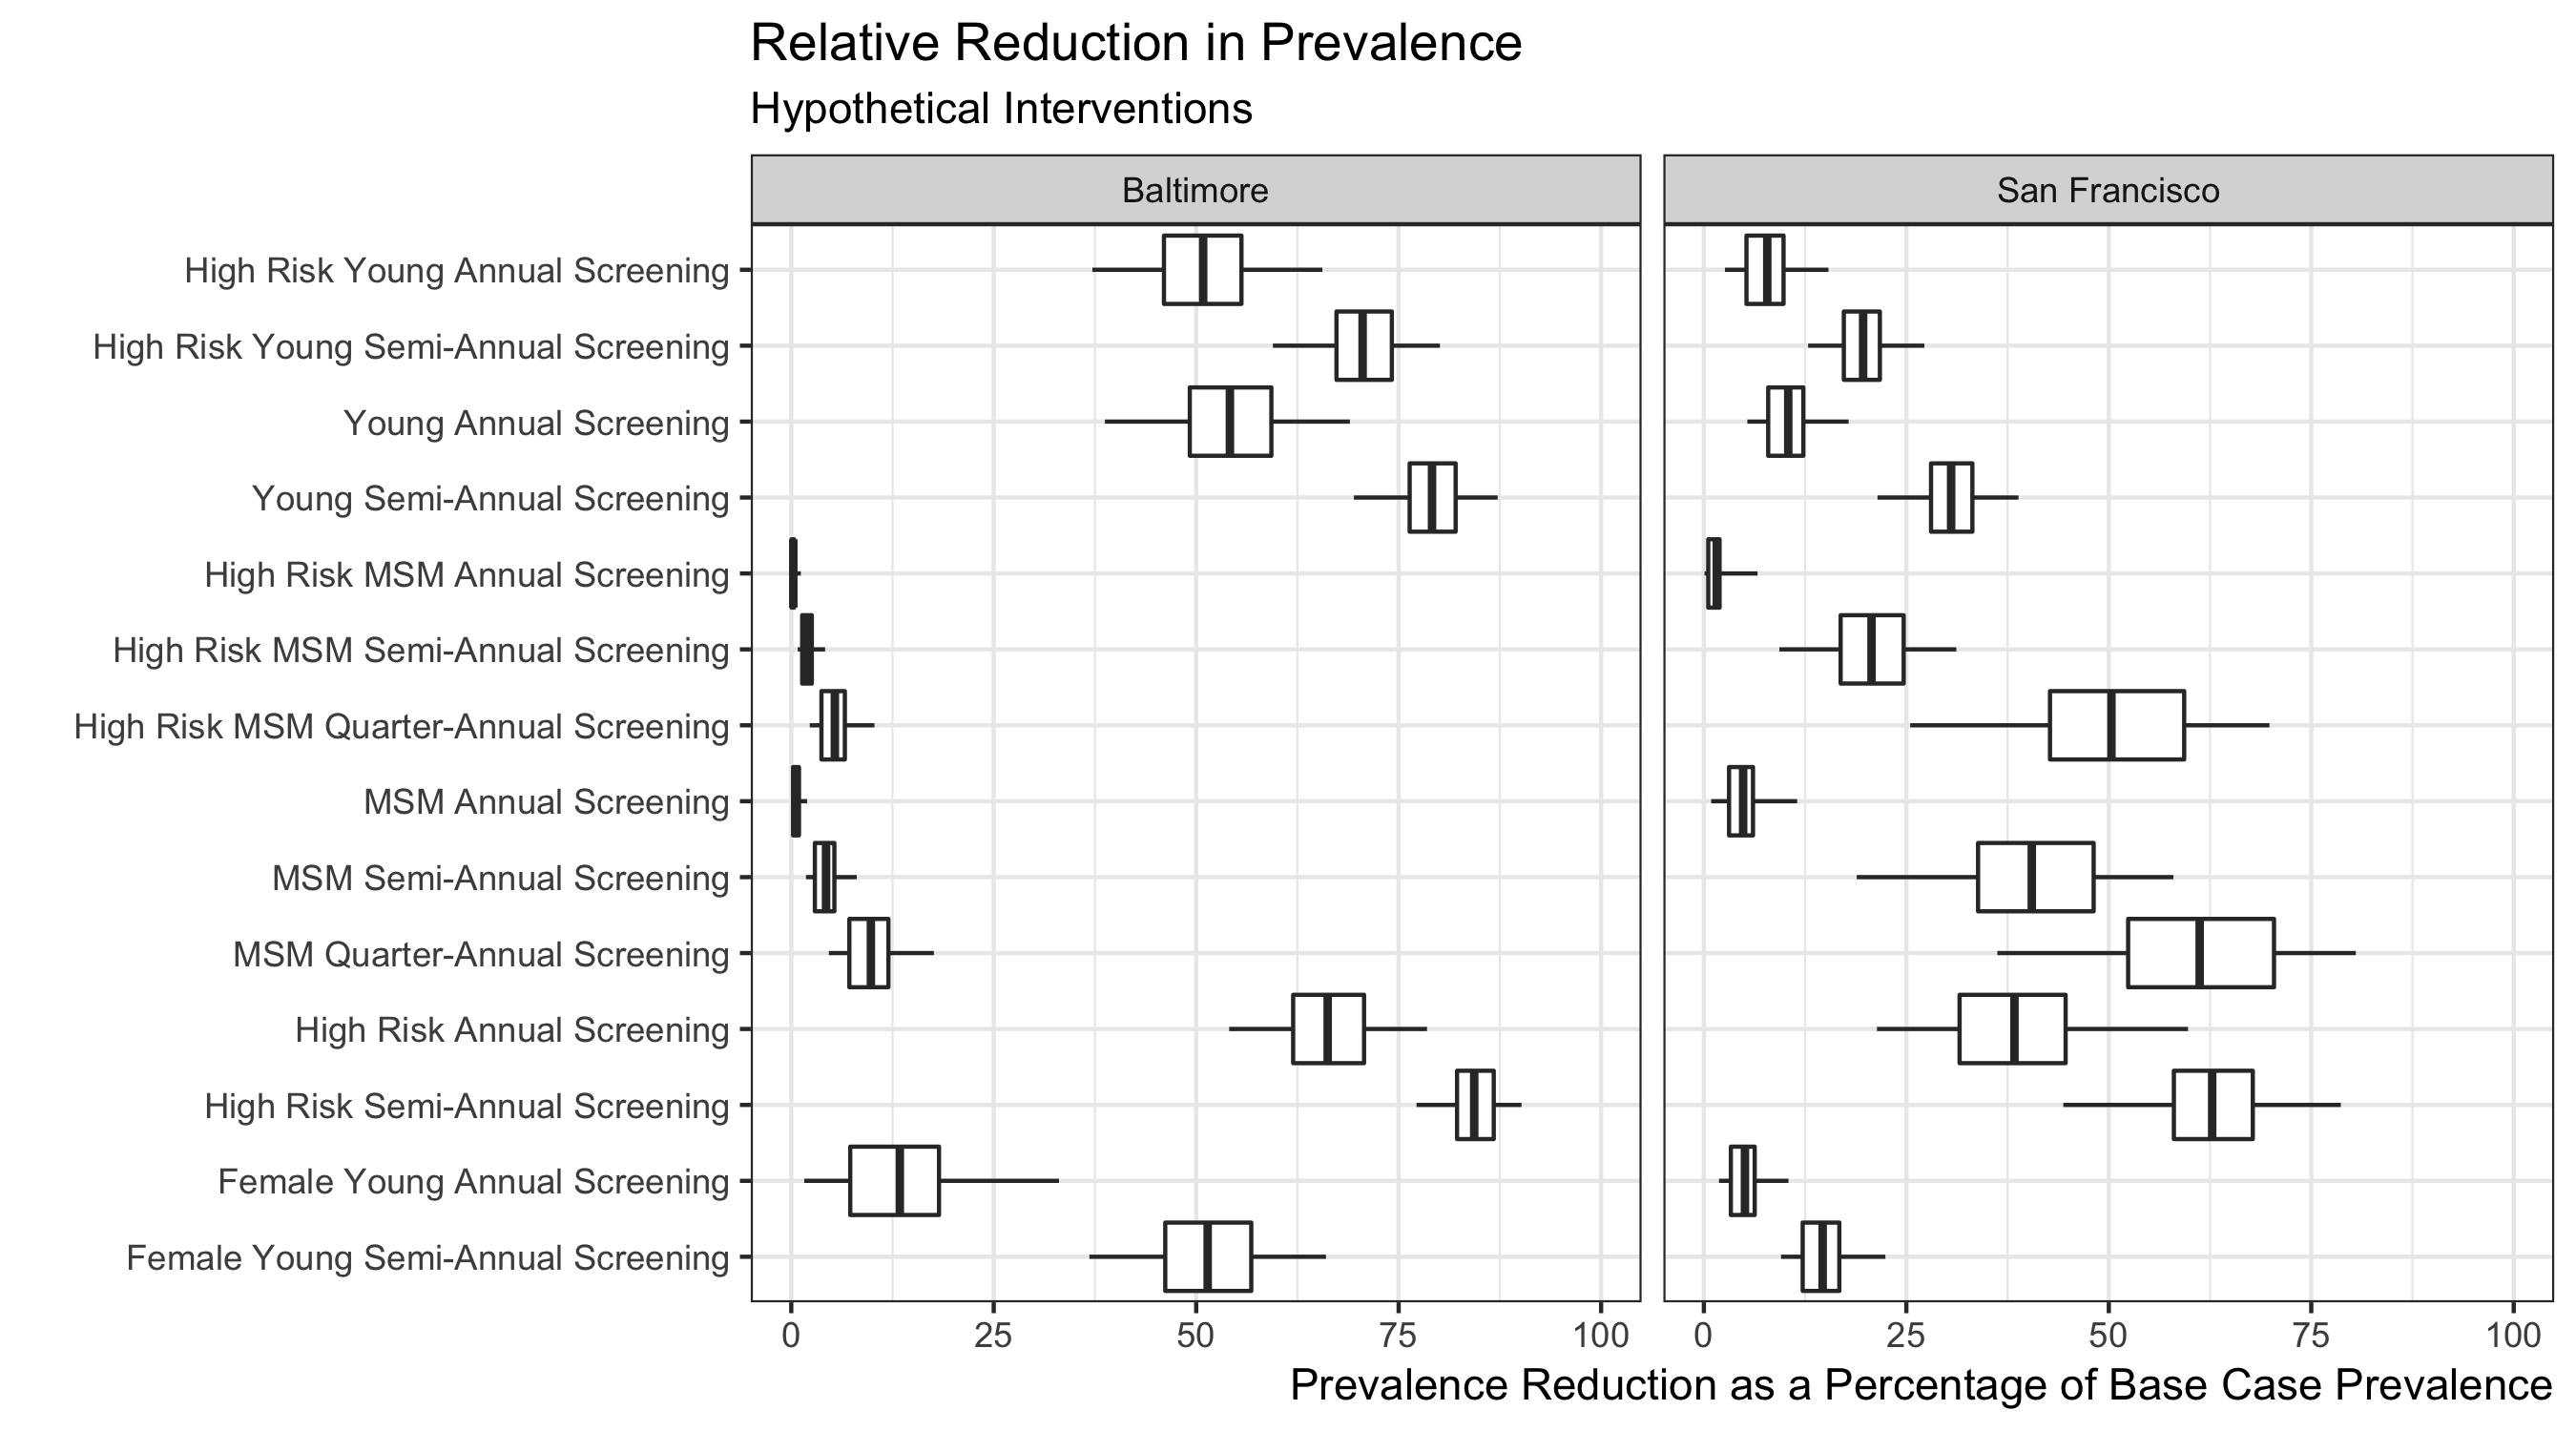 Relative Reduction in Prevalence
Hypothetical Interventions
Baltimore
San Francisco
High Risk Young Annual Screening
High Risk Young Semi-Annual Screening
Young Annual Screening
Young Semi-Annual Screening
High Risk MSM Annual Screening
High Risk MSM Semi-Annual Screening
High Risk MSM Quarter-Annual Screening
MSM Annual Screening
MSM Semi-Annual Screening
MSM Quarter-Annual Screening
High Risk Annual Screening
High Risk Semi-Annual Screening
Female Young Annual Screening
Female Young Semi-Annual Screening
0 25 50 75 100
0 25 50 75 100
Prevalence Reduction as a Percentage of Base Case Prevalence